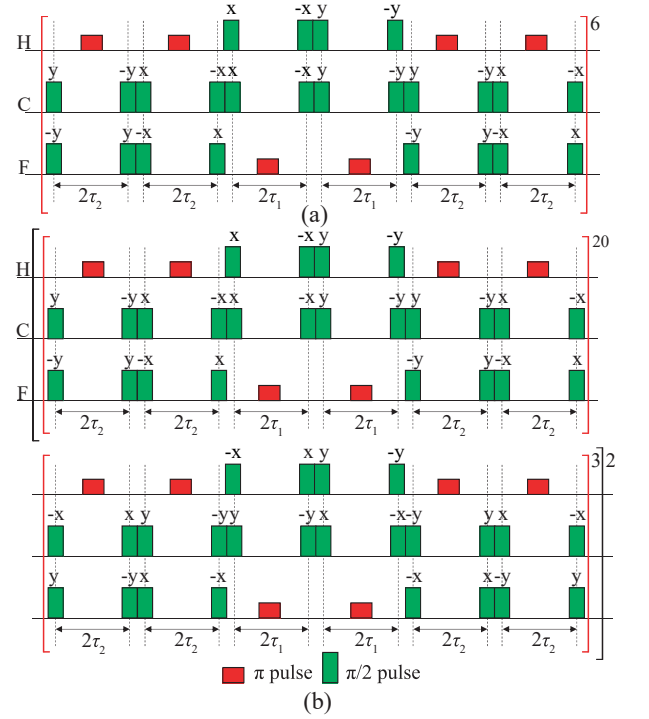 x -x y -y 6
H
y -y x -x x -x y -y y -y x -x
C
-y y -x x -y y -x x
F
2τ₂ 2τ₂ 2τ₁ 2τ₁ 2τ₂ 2τ₂
(a)
x -x y -y 20
H
y -y x -x x -x y -y y -y x -x
C
-y y -x x -y y -x x
F
2τ₂ 2τ₂ 2τ₁ 2τ₁ 2τ₂ 2τ₂
-x x y -y 3 2
-x x y -y y -y x -x -y y x -x
y -y x -x -x x -y y
2τ₂ 2τ₂ 2τ₁ 2τ₁ 2τ₂ 2τ₂
π pulse π/2 pulse
(b)